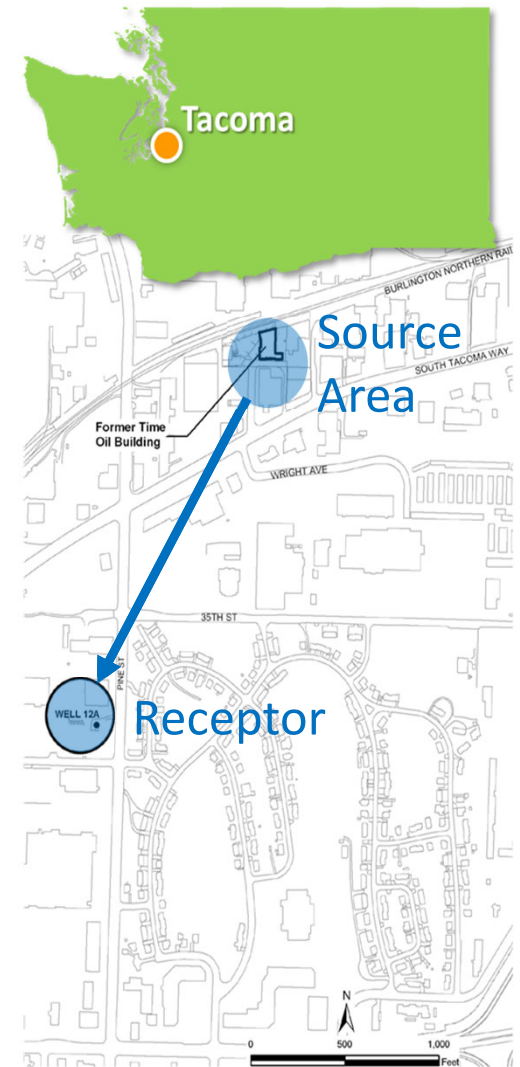 Tacoma
BURLINGTON NORTHERN RAI
Source
Area
SOUTH TACOMA WAY
Former Time
Oil Building
WRIGHT AVE
35TH ST
PINE ST
WELL 12A
Receptor
N
0 500 1,000
Feet